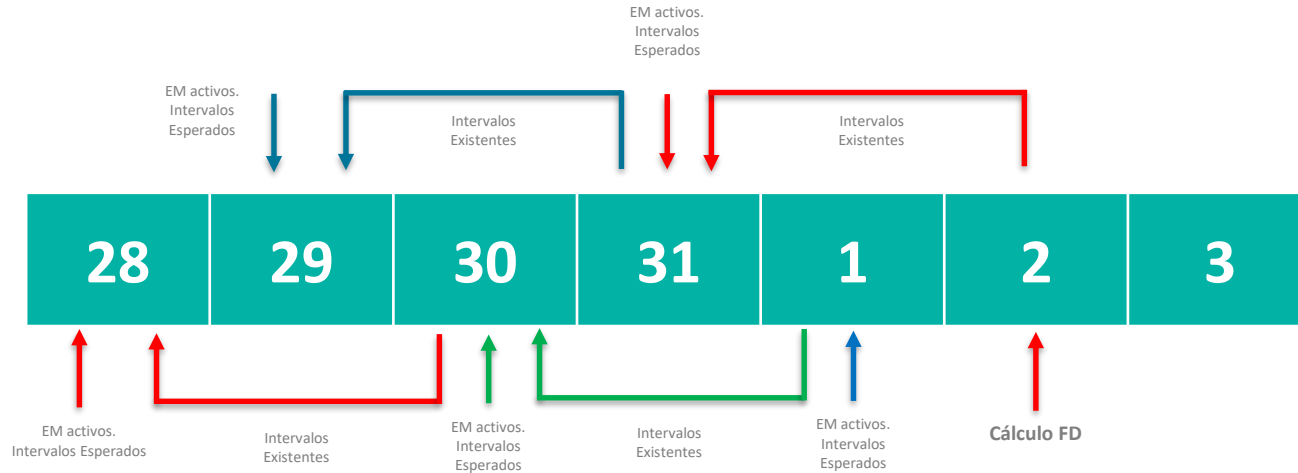 EM activos.
Intervalos
Esperados
EM activos.
Intervalos
Esperados
Intervalos
Existentes
Intervalos
Existentes
28
29
30
31
1
2
3
EM activos.
Intervalos Esperados
Intervalos
Existentes
EM activos.
Intervalos
Esperados
Intervalos
Existentes
EM activos.
Intervalos
Esperados
Cálculo FD